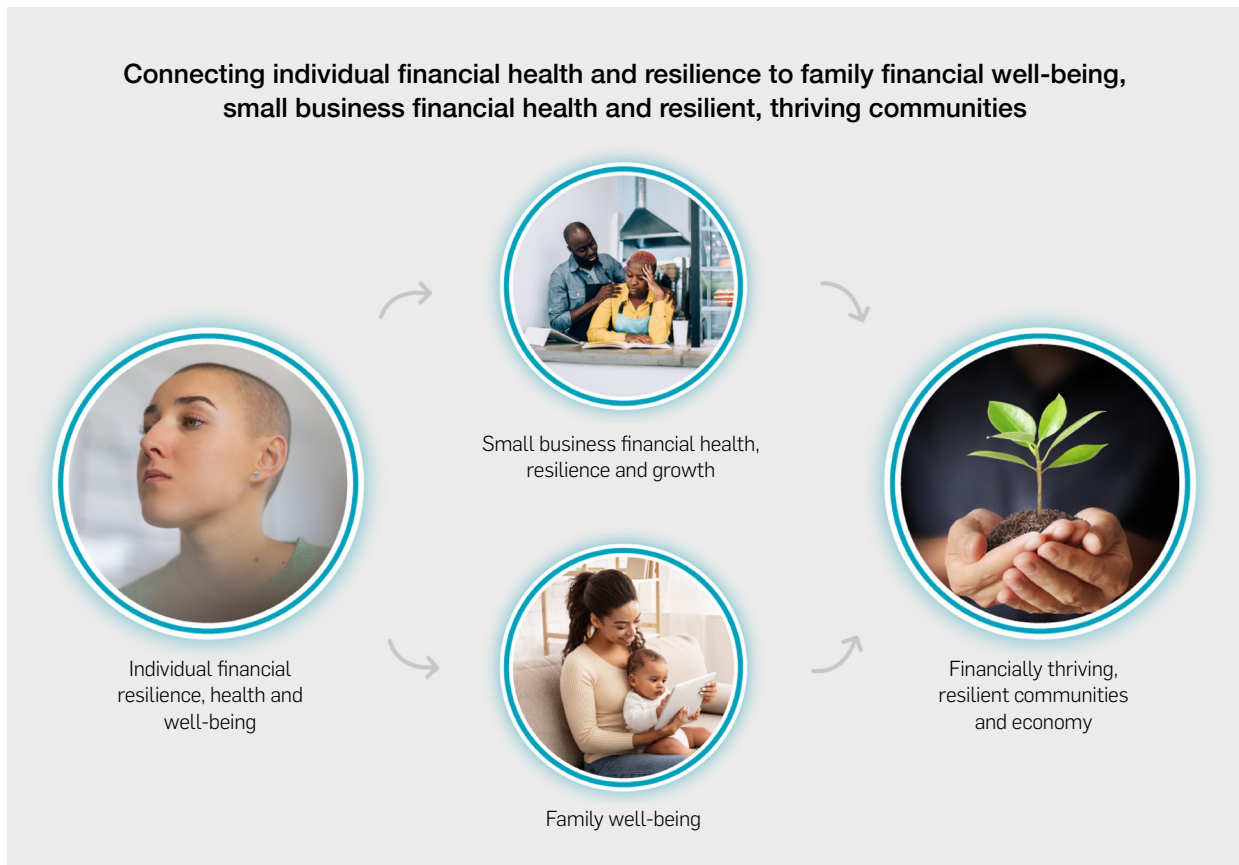 Connecting individual financial health and resilience to family financial well-being,
small business financial health and resilient, thriving communities
Small business financial health,
resilience and growth
Individual financial
resilience, health and
well-being
Financially thriving,
resilient communities
and economy
Family well-being